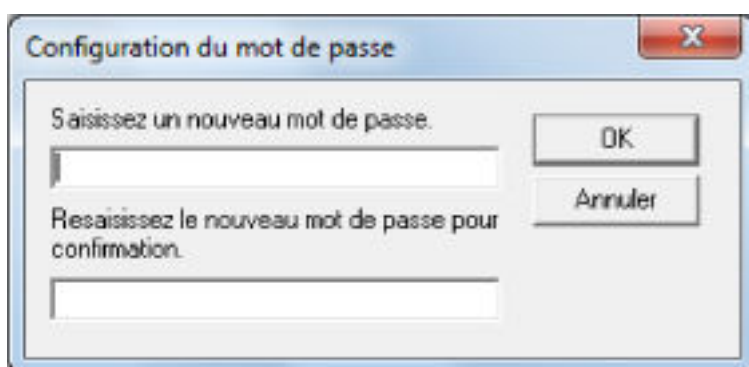 Configuration du mot de passe
Saisissez un nouveau mot de passe.
OK
Annuler
Resaisissez le nouveau mot de passe pour
confirmation.